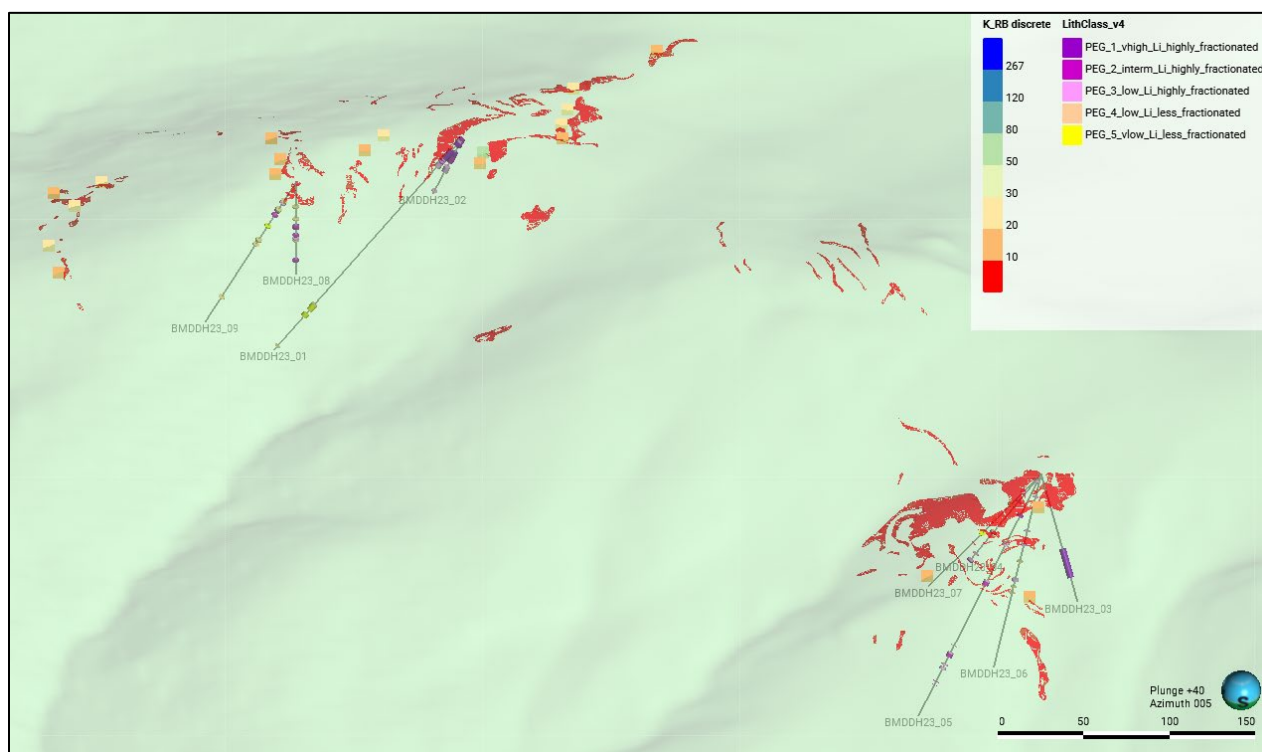 K_RB discrete
267
120
80
50
30
20
10
LithClass_v4
PEG_1_vhigh_Li_highly_fractionated
PEG_2_interm_Li_highly_fractionated
PEG_3_low_Li_highly_fractionated
PEG_4_low_Li_less_fractionated
PEG_5_vlow_Li_less_fractionated
BMDDH23_02
BMDDH23_08
BMDDH23_09
BMDDH23_01
BMDDH23_04
BMDDH23_07
BMDDH23_03
BMDDH23_06
BMDDH23_05
Plunge +40
Azimuth 005
S
0 50 100 150